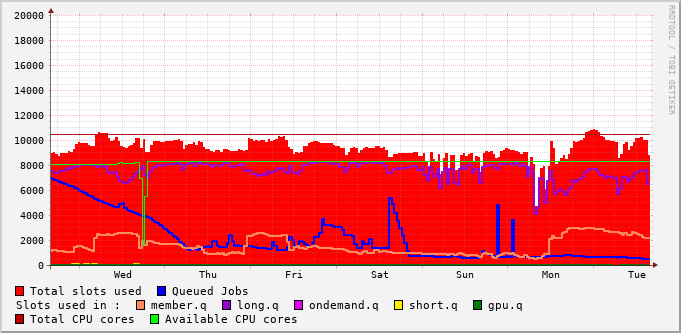 20000
18000
16000
14000
12000
10000
8000
6000
4000
2000
0
Wed Thu Fri Sat Sun Mon Tue
RRDTOOL / TOBI OETIKER
Total slots used Queued Jobs
Slots used in : member.q long.q ondemand.q short.q gpu.q
Total CPU cores Available CPU cores